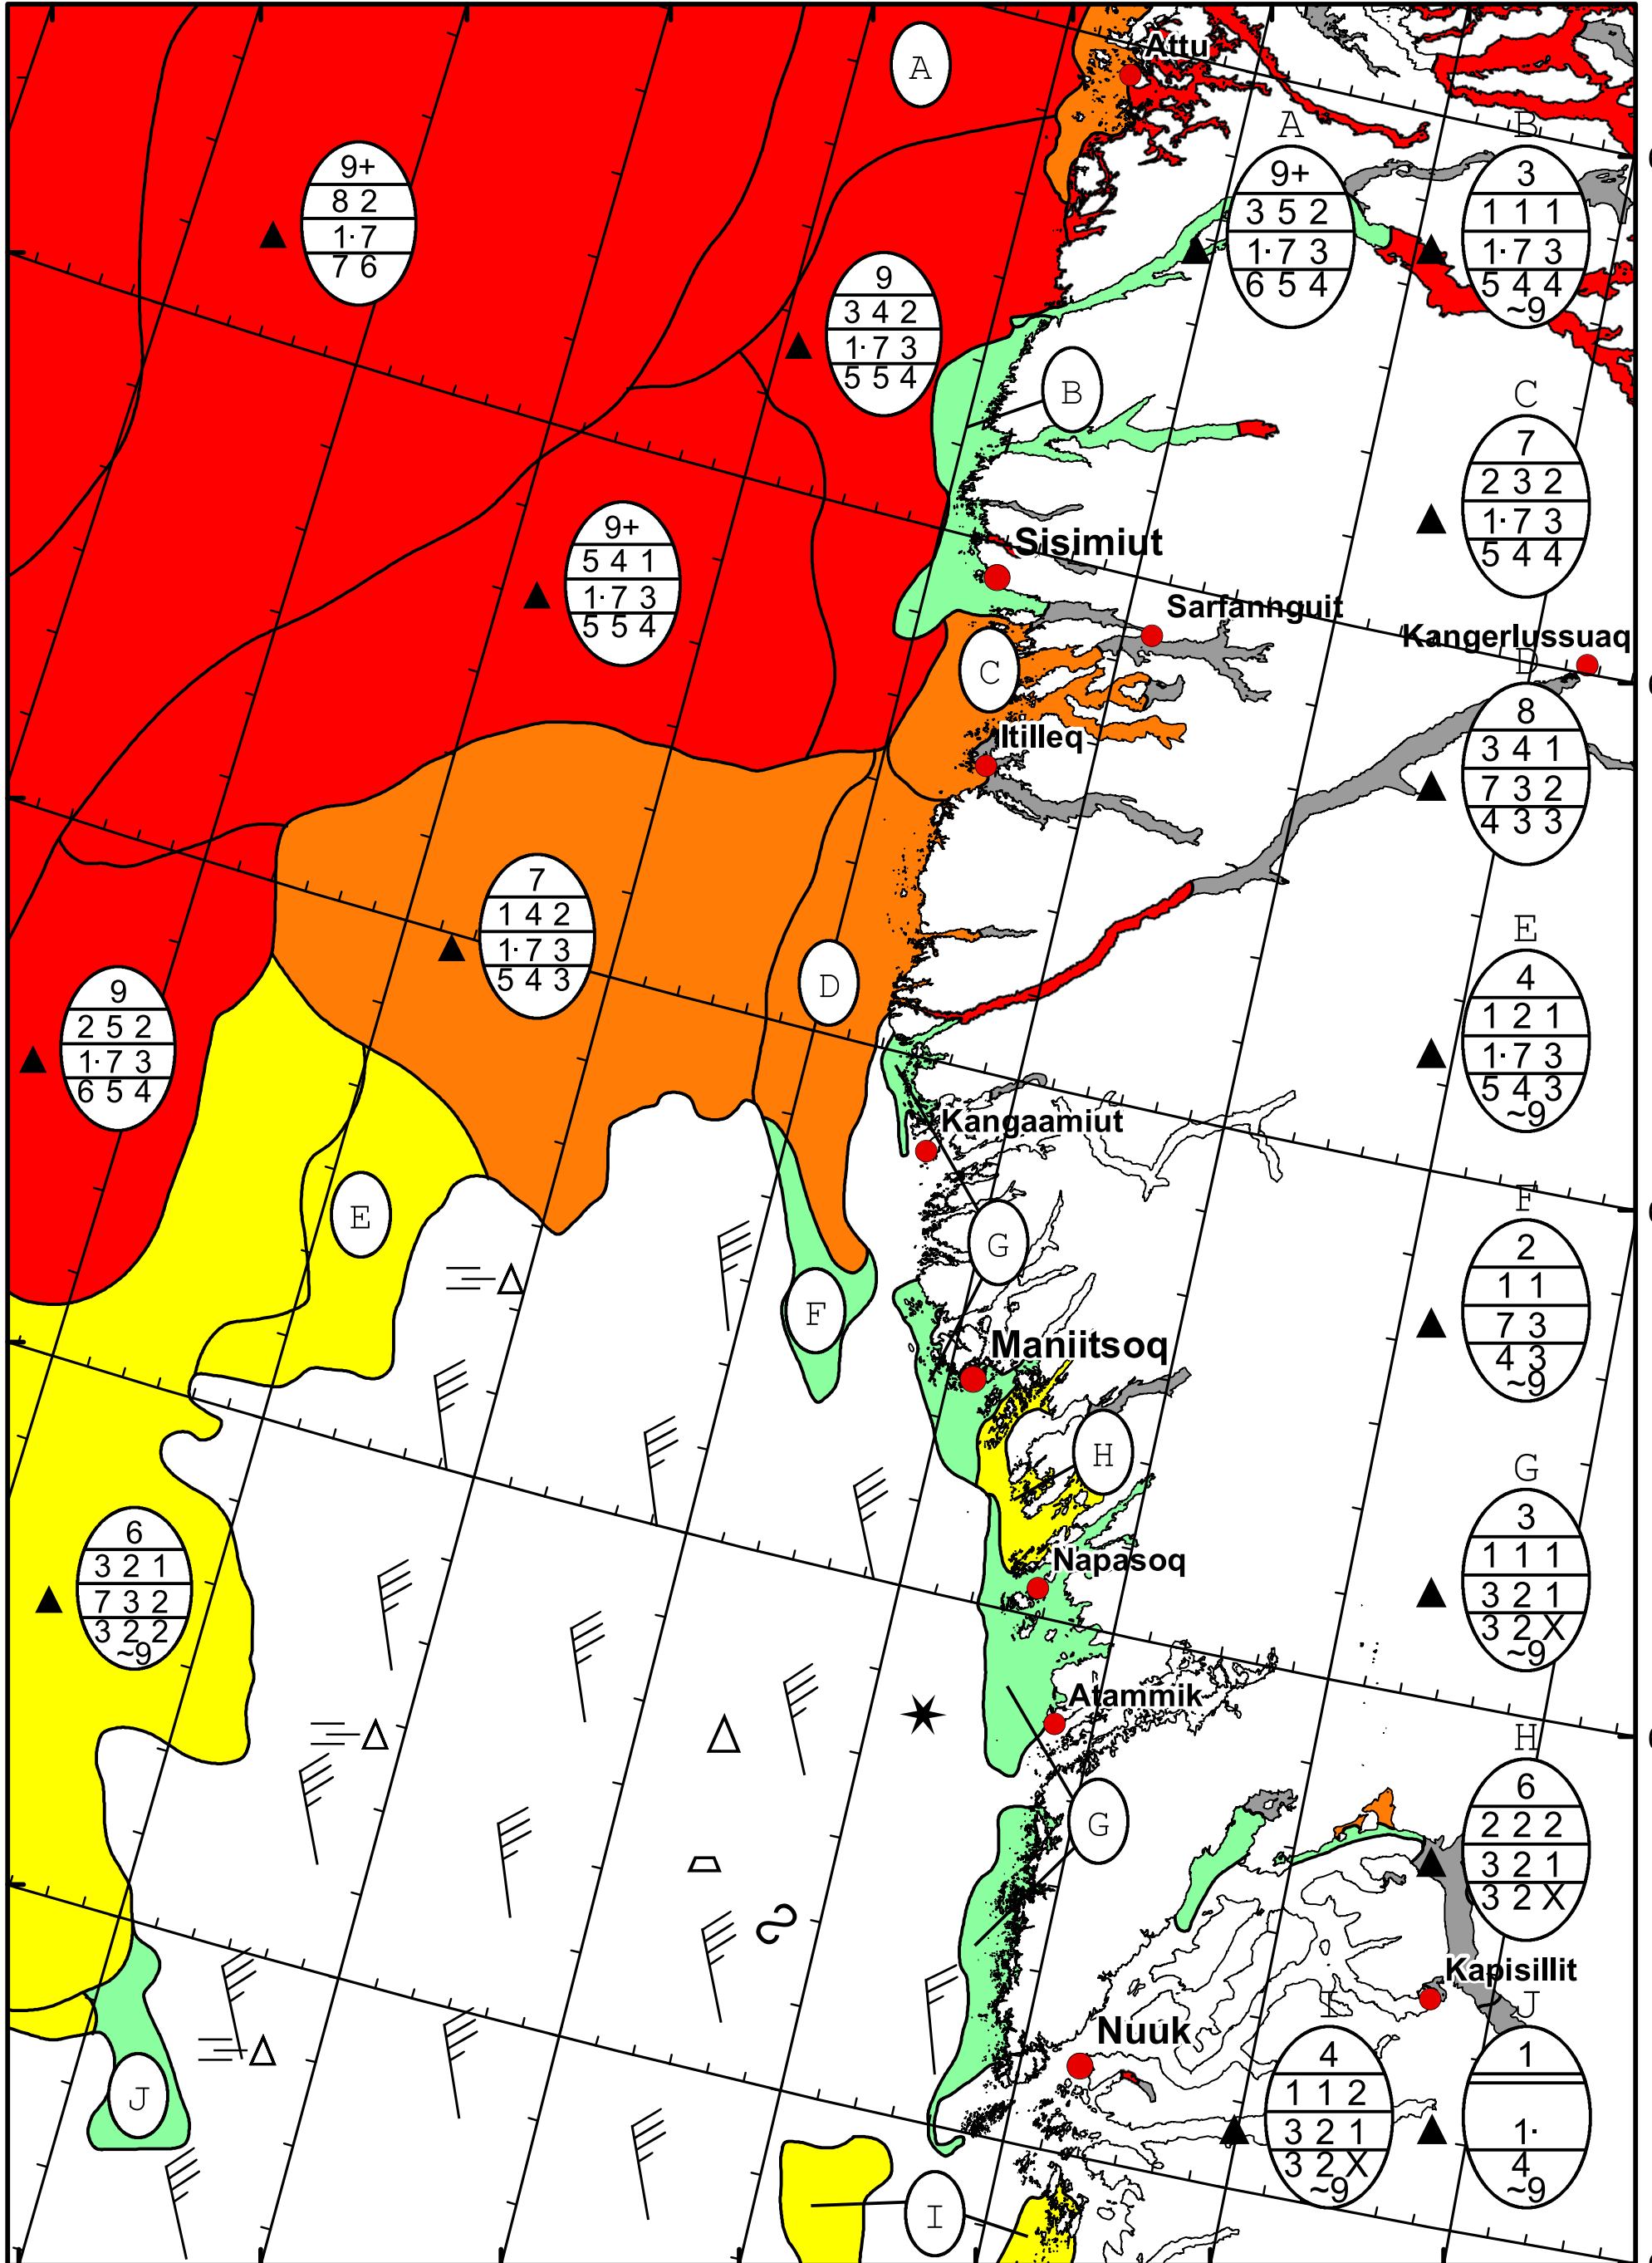 A
Attu
A
9+
3 5 2
1· 7 3
6 5 4
B
3
1 1 1
1· 7 3
5 4 4
~9
9+
8 2
1· 7
7 6
9
3 4 2
1· 7 3
5 5 4
B
C
7
2 3 2
1· 7 3
5 4 4
9+
5 4 1
1· 7 3
5 5 4
Sisimiut
Sarfannguit
Kangerlussuaq
C
D
8
3 4 1
7 3 2
4 3 3
Itilleq
7
1 4 2
1· 7 3
5 4 3
D
E
4
1 2 1
1· 7 3
5 4 3
~9
9
2 5 2
1· 7 3
6 5 4
Kangaamiut
E
G
F
2
1 1
7 3
4 3
~9
F
Maniitsoq
H
G
3
1 1 1
3 2 1
3 2 X
~9
6
3 2 1
7 3 2
3 2 2
~9
Napasoq
Atammik
G
H
6
2 2 2
3 2 1
3 2 X
Kapisillit
Nuuk
I
4
1 1 2
3 2 1
3 2 X
~9
J
1
1·
4
~9
J
I